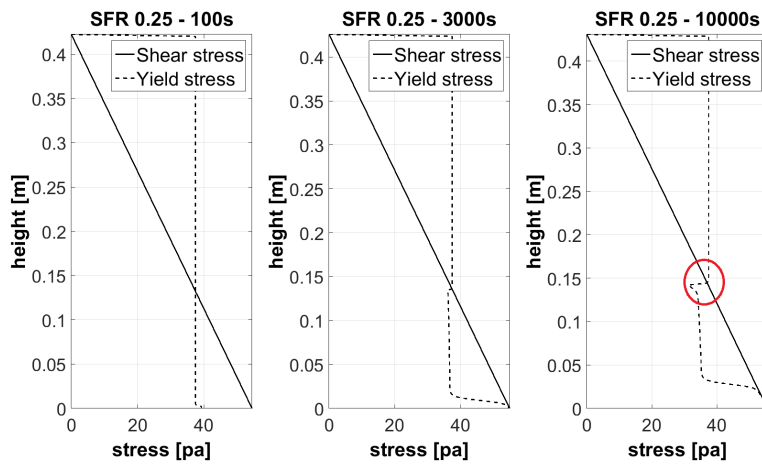 SFR 0.25 - 100s
Shear stress
Yield stress
0.4
0.35
0.3
0.25
0.2
0.15
0.1
0.05
0
0
20
40
height [m]
stress [pa]
SFR 0.25 - 3000s
Shear stress
Yield stress
0.4
0.35
0.3
0.25
0.2
0.15
0.1
0.05
0
0
20
40
height [m]
stress [pa]
SFR 0.25 - 10000s
Shear stress
Yield stress
0.4
0.3
0.2
0.15
0.1
0.05
0
0
20
40
height [m]
stress [pa]